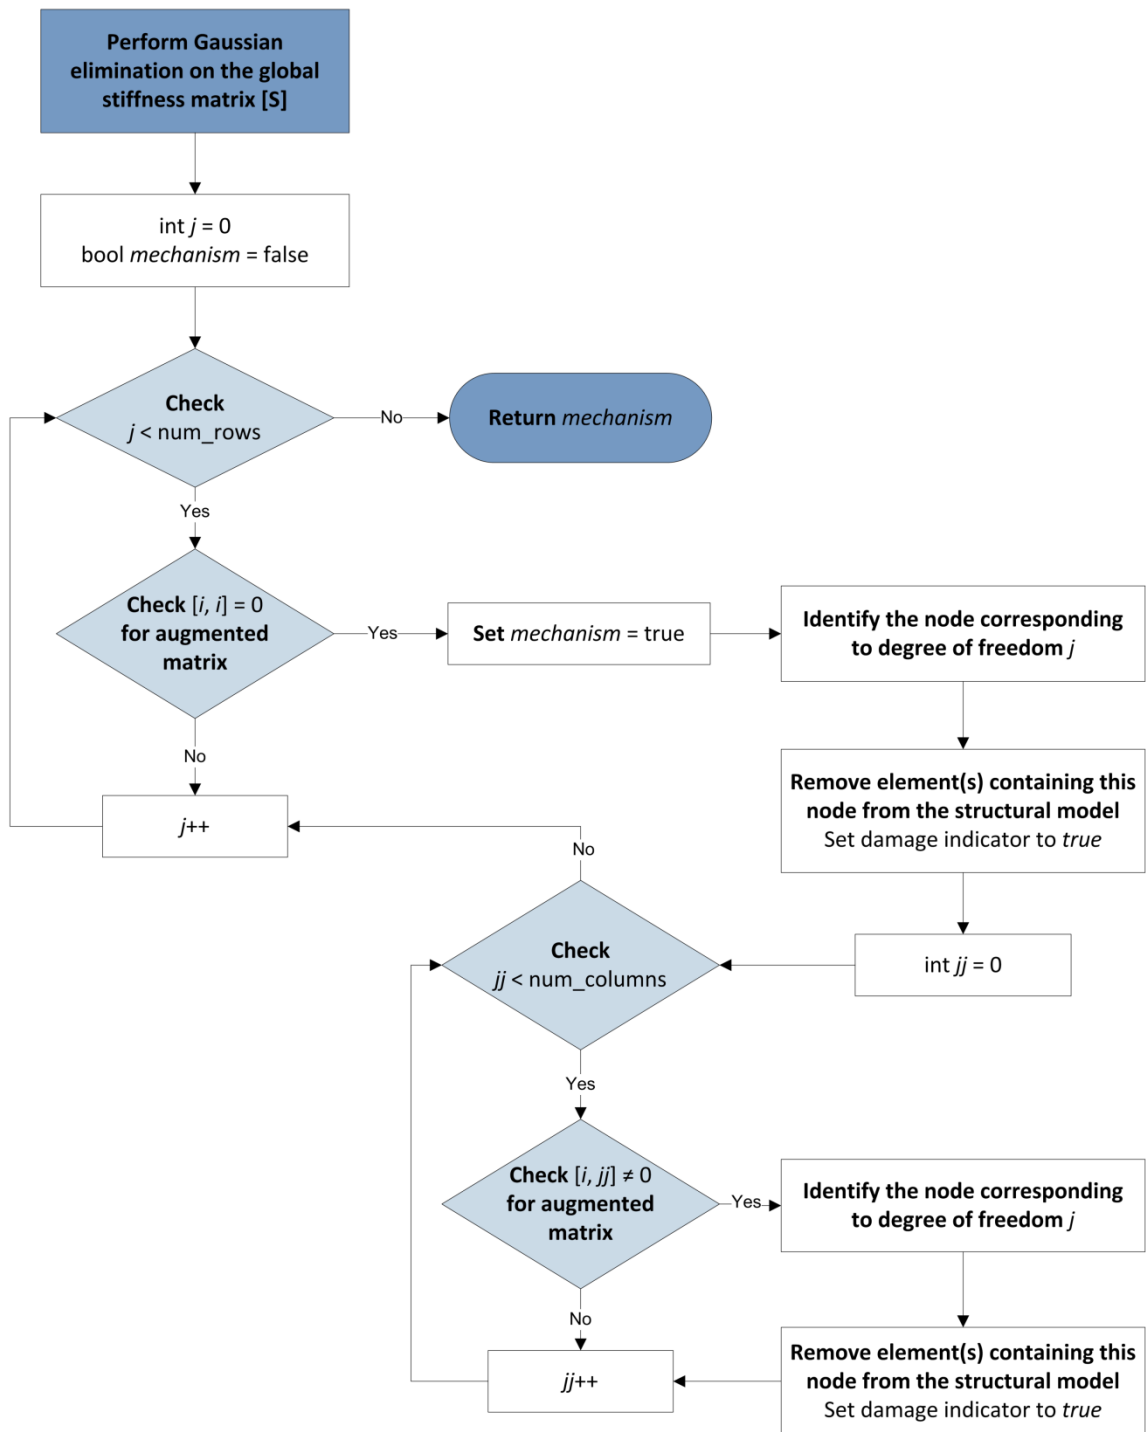 Perform Gaussian
elimination on the global
stiffness matrix [S]
int j = 0
bool mechanism = false
Check
j < num_rows
No
Return mechanism
Yes
Check [i, i] = 0
for augmented
matrix
Yes
Set mechanism = true
Identify the node corresponding
to degree of freedom j
No
Remove element(s) containing this
node from the structural model
Set damage indicator to true
j++
No
Check
jj < num_columns
int jj = 0
Yes
Check [i, jj] ≠ 0
for augmented
matrix
Yes
Identify the node corresponding
to degree of freedom j
No
jj++
Remove element(s) containing this
node from the structural model
Set damage indicator to true